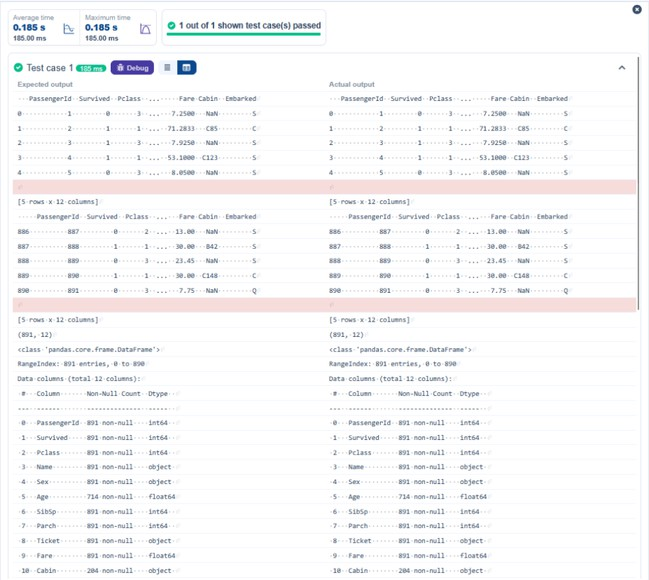 Average time
0.185 s
185.00 ms
Maximum time
0.185 s
185.00 ms
1 out of 1 shown test case(s) passed
Test case 1 185 ms Debug
Expected output
PassengerId Survived Pclass ... Fare Cabin Embarked
0 1 0 3 ... 7.2500 NaN S
1 2 1 1 ... 71.2833 C85 C
2 3 1 3 ... 7.9250 NaN S
3 4 1 1 ... 53.1000 C123 S
4 5 0 3 ... 8.0500 NaN S
[5 rows x 12 columns]
PassengerId Survived Pclass ... Fare Cabin Embarked
886 887 0 2 ... 13.00 NaN S
887 888 1 1 ... 30.00 B42 S
888 889 0 3 ... 23.45 NaN S
889 890 1 1 ... 30.00 C148 C
890 891 0 3 ... 7.75 NaN Q
[5 rows x 12 columns]
(891, 12)
<class 'pandas.core.frame.DataFrame'>
RangeIndex: 891 entries, 0 to 890
Data columns (total 12 columns):
# Column Non-Null Count Dtype
--- ------ -------------- -----
0 PassengerId 891 non-null int64
1 Survived 891 non-null int64
2 Pclass 891 non-null int64
3 Name 891 non-null object
4 Sex 891 non-null object
5 Age 714 non-null float64
6 SibSp 891 non-null int64
7 Parch 891 non-null int64
8 Ticket 891 non-null object
9 Fare 891 non-null float64
10 Cabin 204 non-null object
Actual output
PassengerId Survived Pclass ... Fare Cabin Embarked
0 1 0 3 ... 7.2500 NaN S
1 2 1 1 ... 71.2833 C85 C
2 3 1 3 ... 7.9250 NaN S
3 4 1 1 ... 53.1000 C123 S
4 5 0 3 ... 8.0500 NaN S
[5 rows x 12 columns]
PassengerId Survived Pclass ... Fare Cabin Embarked
886 887 0 2 ... 13.00 NaN S
887 888 1 1 ... 30.00 B42 S
888 889 0 3 ... 23.45 NaN S
889 890 1 1 ... 30.00 C148 C
890 891 0 3 ... 7.75 NaN Q
[5 rows x 12 columns]
(891, 12)
<class 'pandas.core.frame.DataFrame'>
RangeIndex: 891 entries, 0 to 890
Data columns (total 12 columns):
# Column Non-Null Count Dtype
--- ------ -------------- -----
0 PassengerId 891 non-null int64
1 Survived 891 non-null int64
2 Pclass 891 non-null int64
3 Name 891 non-null object
4 Sex 891 non-null object
5 Age 714 non-null float64
6 SibSp 891 non-null int64
7 Parch 891 non-null int64
8 Ticket 891 non-null object
9 Fare 891 non-null float64
10 Cabin 204 non-null object